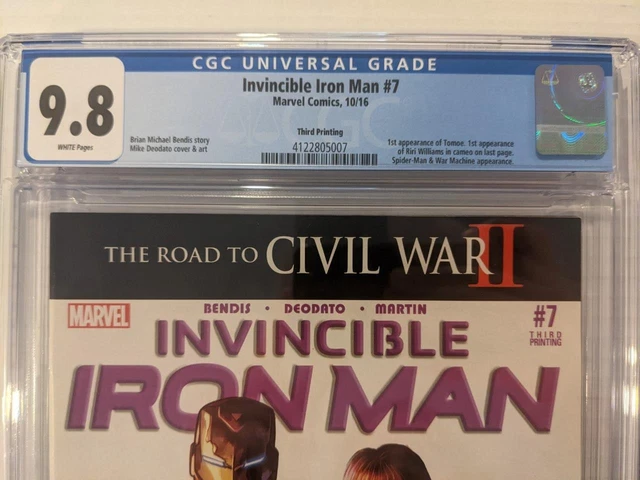 CGC UNIVERSAL GRADE
9.8
WHITE Pages
Invincible Iron Man #7
Marvel Comics, 10/16
Brian Michael Bendis story
Mike Deodato cover & art
Third Printing
4122805007
1st appearance of Tomoe. 1st appearance
of Riri Williams in cameo on last page.
Spider-Man & War Machine appearance.
CGC
THE ROAD TO CIVIL WAR II
MARVEL
BENDIS • DEODATO • MARTIN
#7
THIRD
PRINTING
INVINCIBLE
IRON MAN